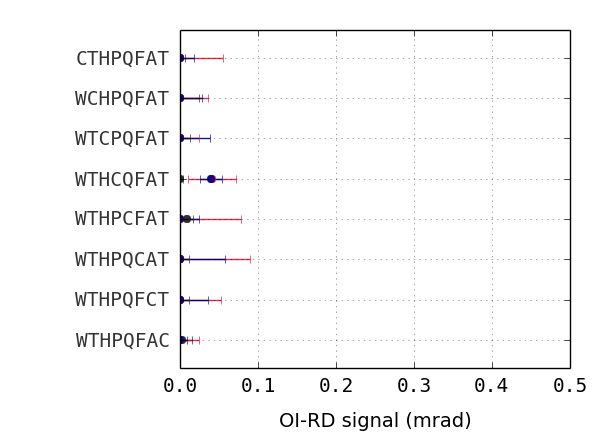 CTHPQFAT
WCHPQFAT
WTCPQFAT
WTHCQFAT
WTHPCFAT
WTHPQCAT
WTHPQFCT
WTHPQFAC
0.0 0.1 0.2 0.3 0.4 0.5
OI-RD signal (mrad)